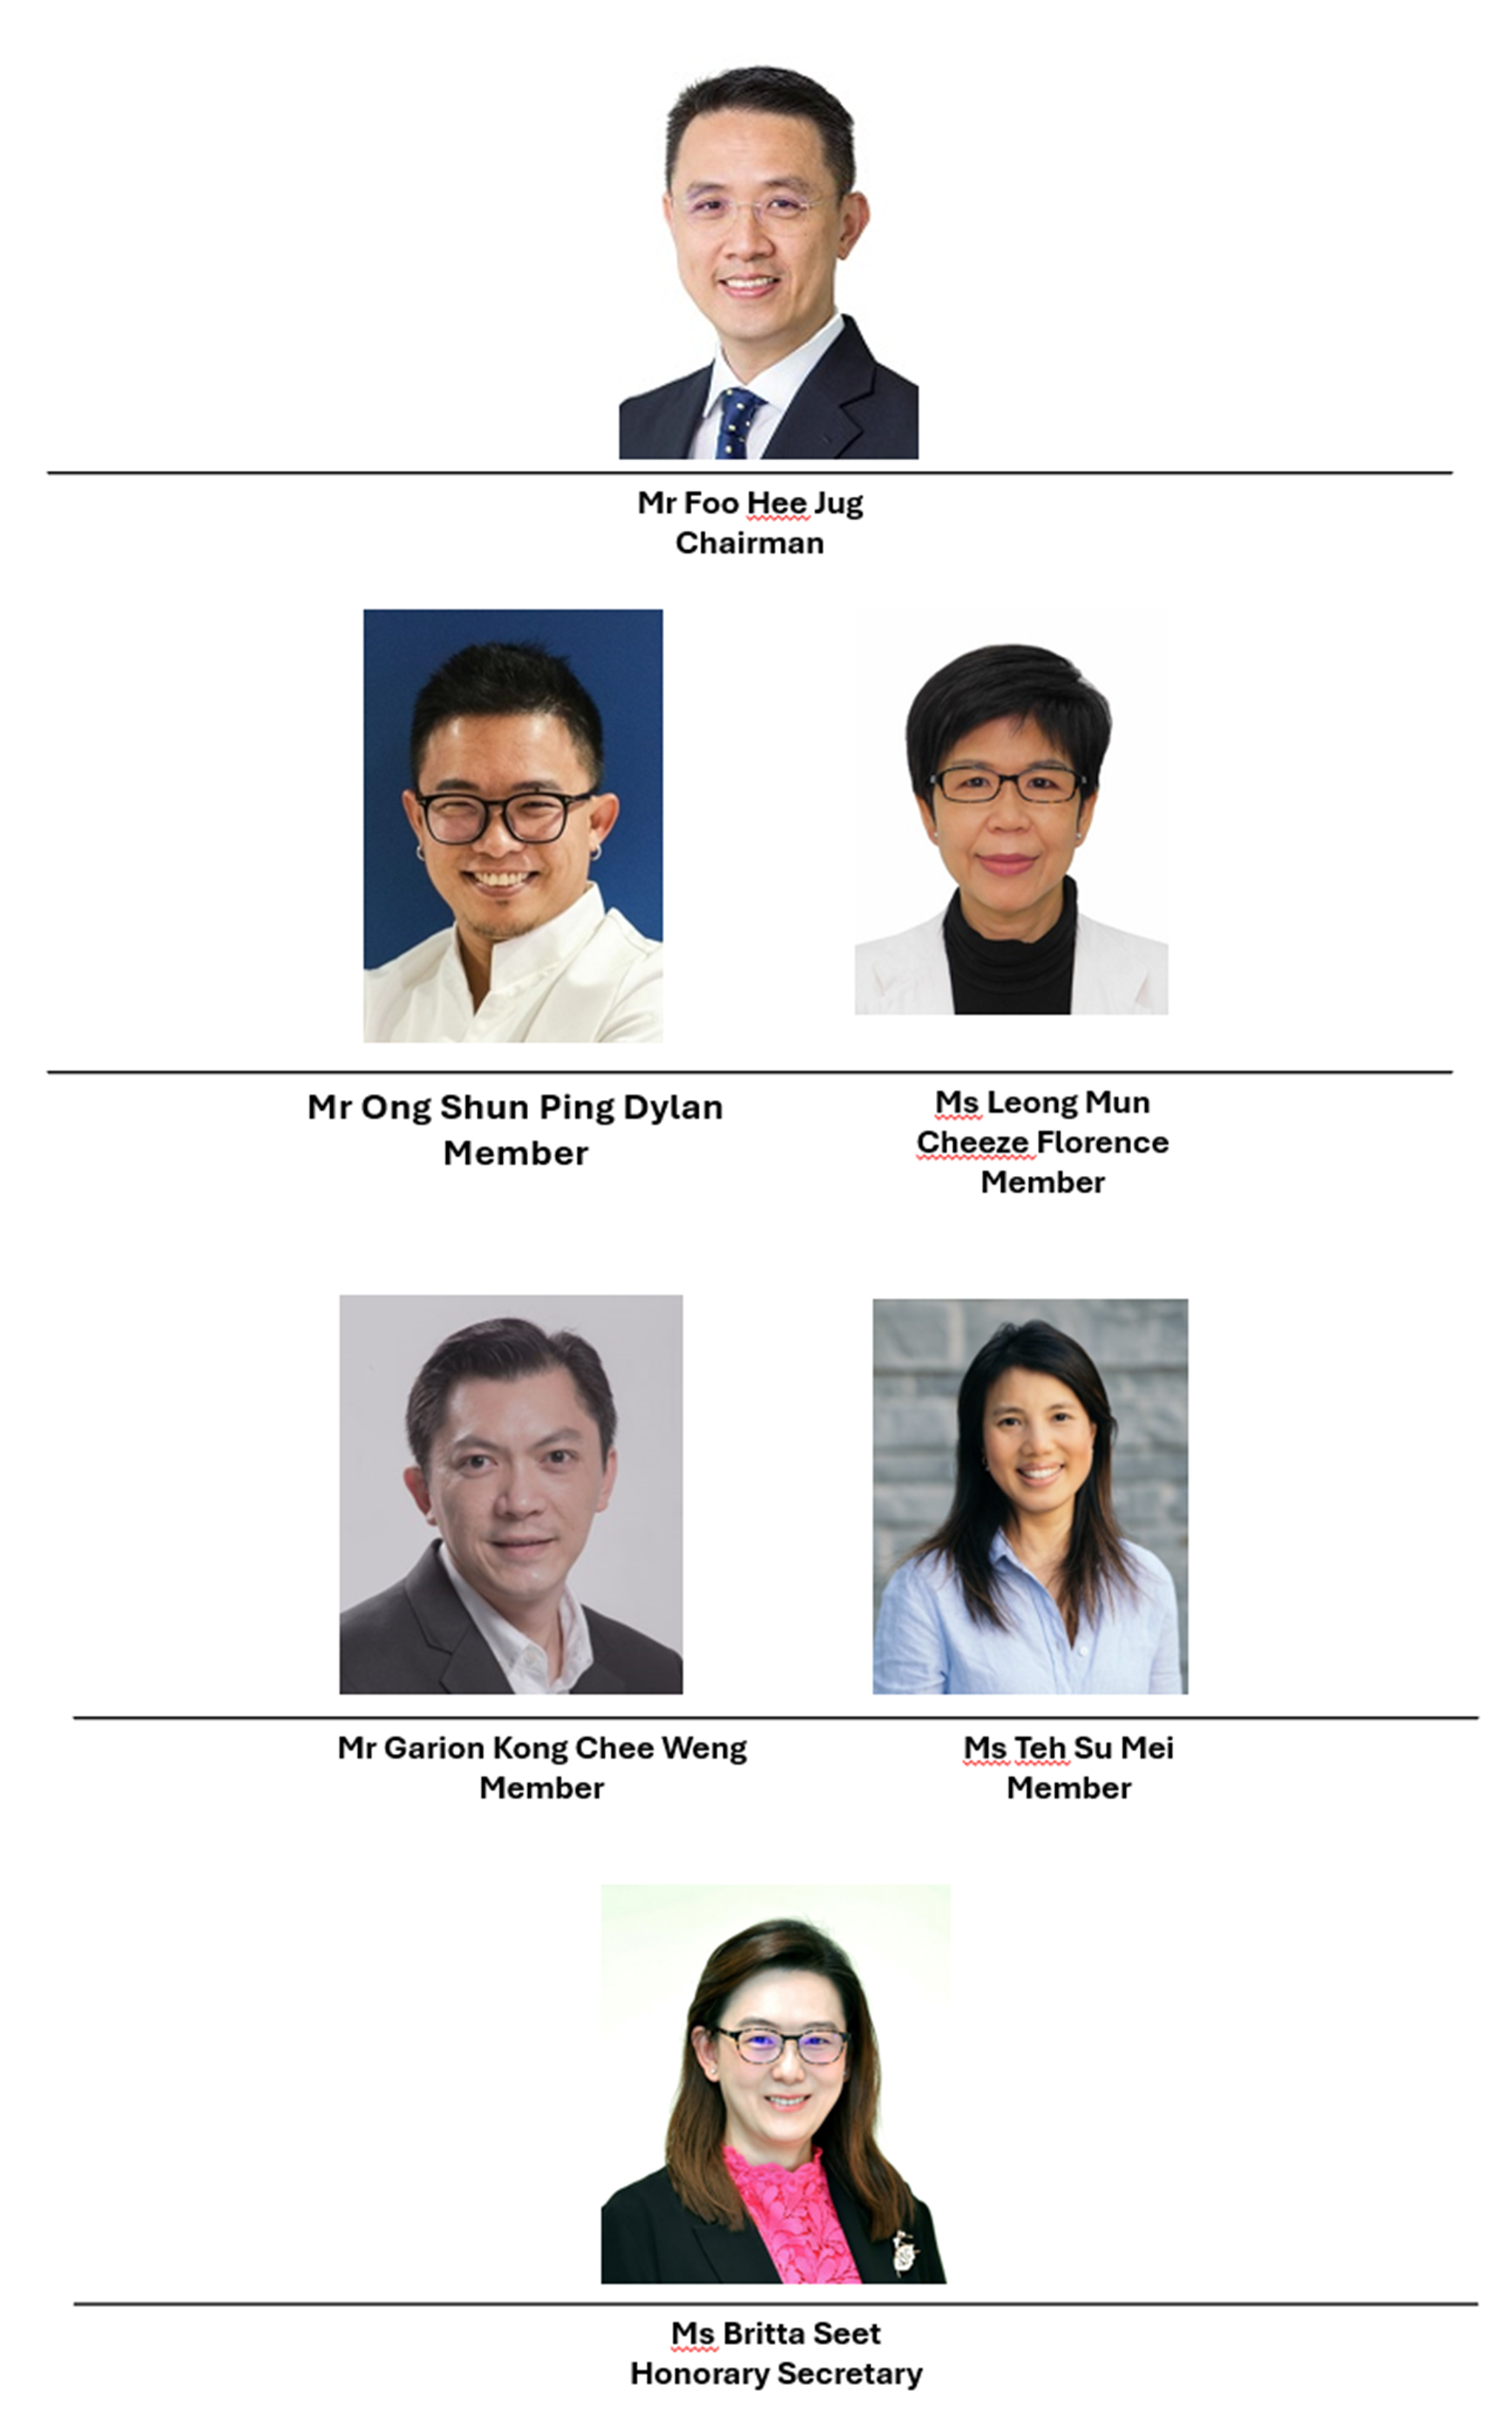 Mr Foo Hee Jug
Chairman
Mr Ong Shun Ping Dylan
Member
Ms Leong Mun
Cheeze Florence
Member
Mr Garion Kong Chee Weng
Member
Ms Teh Su Mei
Member
Ms Britta Seet
Honorary Secretary